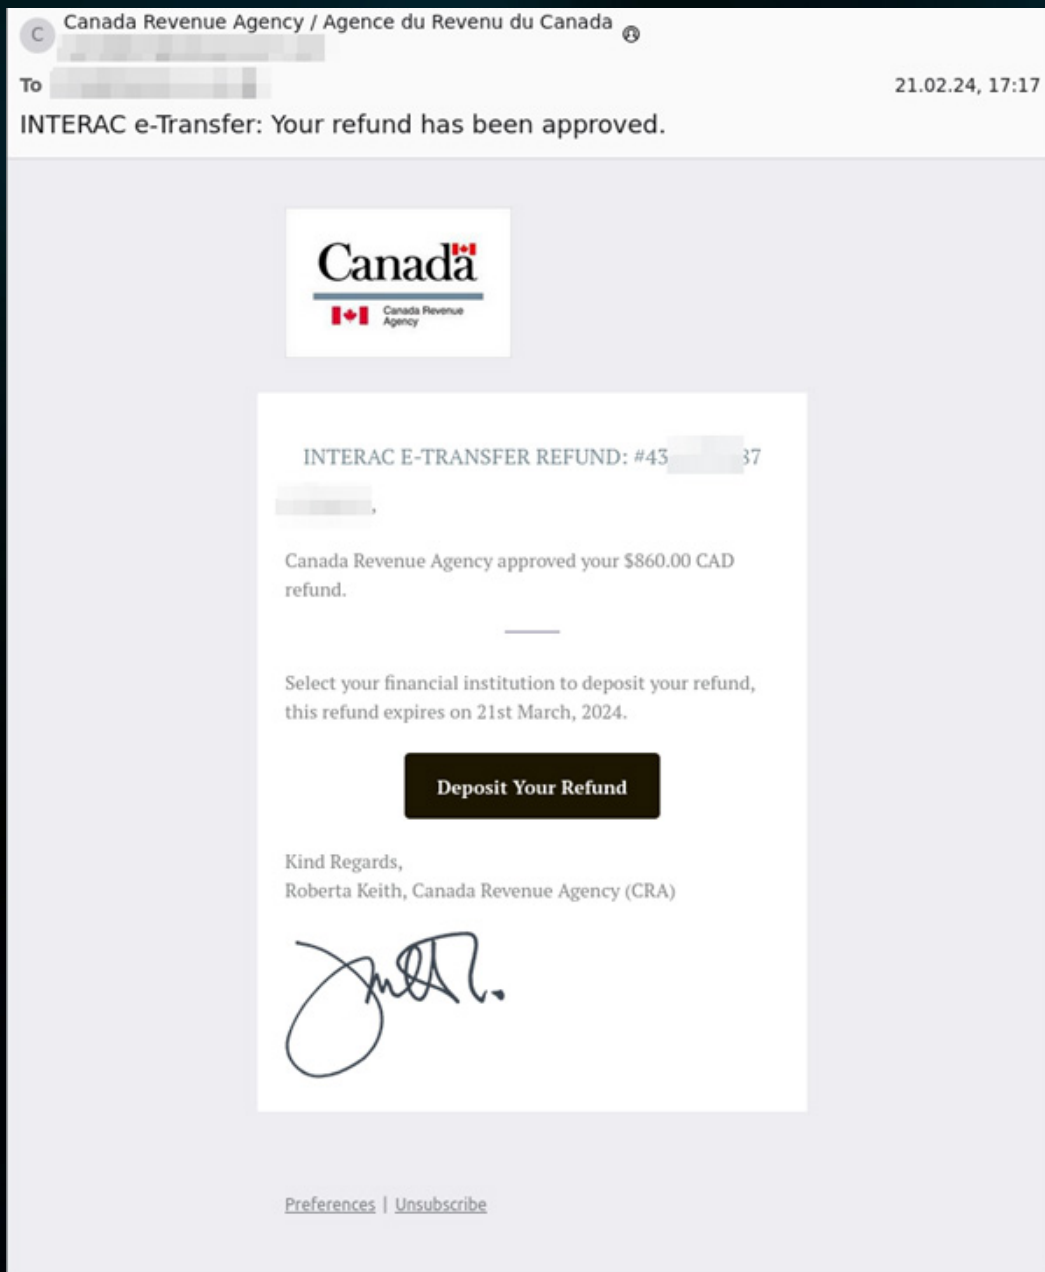 C
Canada Revenue Agency / Agence du Revenu du Canada
To
21.02.24, 17:17
INTERAC e-Transfer: Your refund has been approved.
Canada
Canada Revenue
Agency
INTERAC E-TRANSFER REFUND: #43 37
,
Canada Revenue Agency approved your $860.00 CAD
refund.
Select your financial institution to deposit your refund,
this refund expires on 21st March, 2024.
Deposit Your Refund
Kind Regards,
Roberta Keith, Canada Revenue Agency (CRA)
Preferences | Unsubscribe